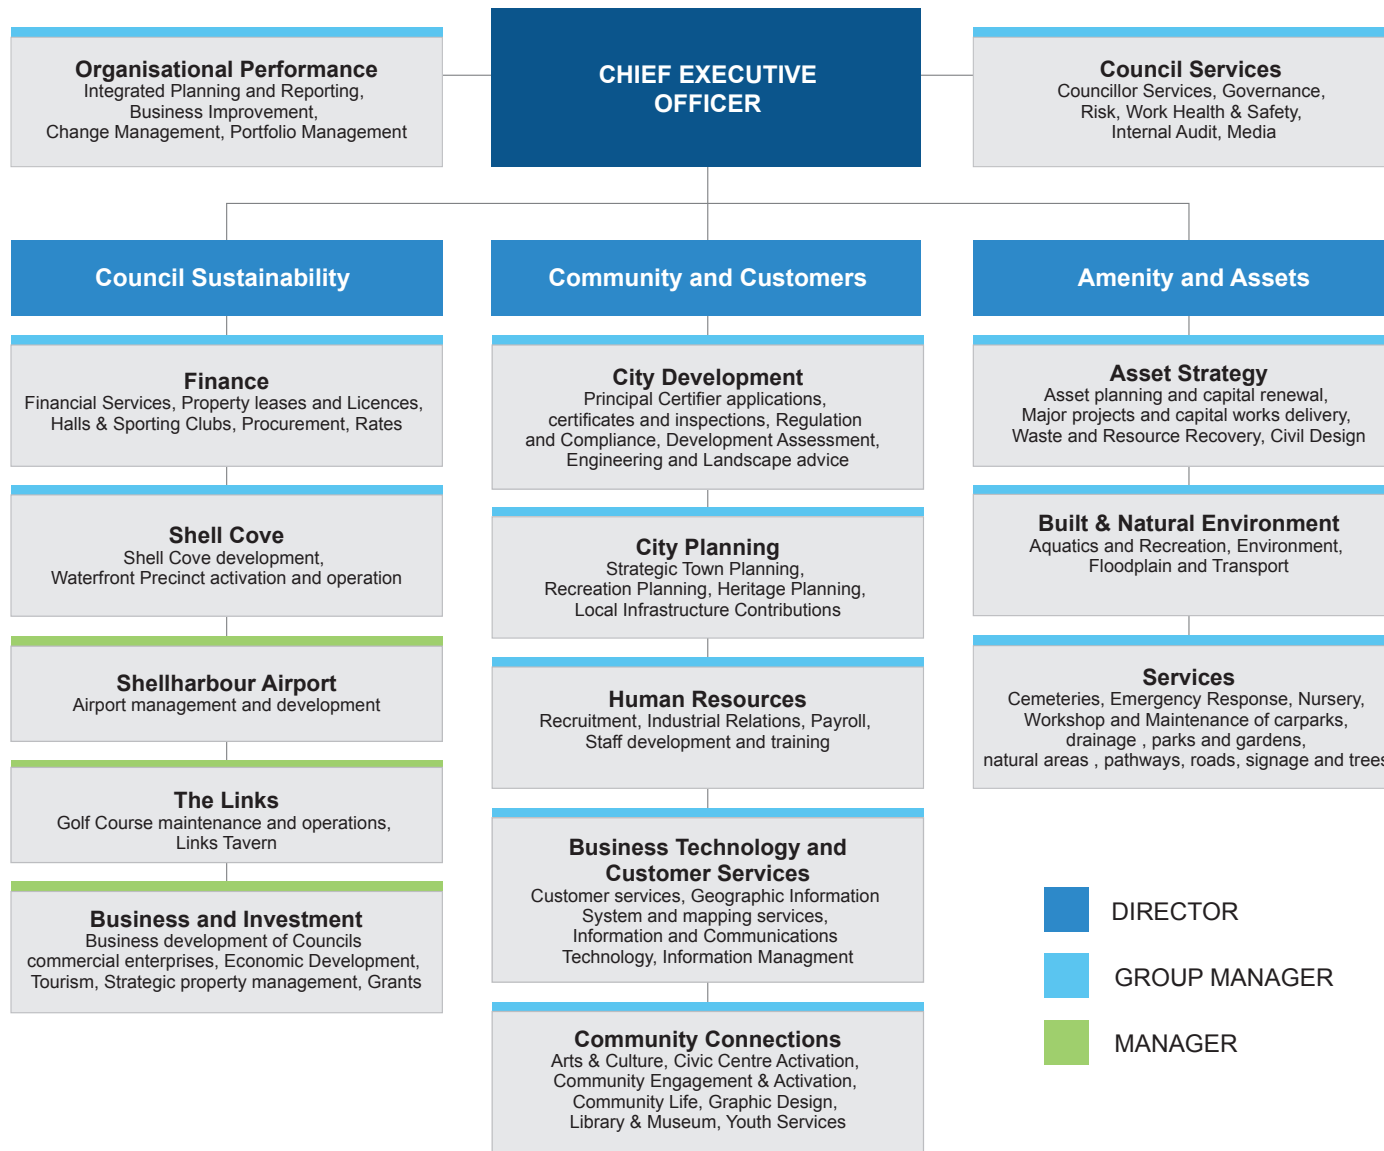 Organisational Performance
Integrated Planning and Reporting,
Business Improvement,
Change Management, Portfolio Management
CHIEF EXECUTIVE
OFFICER
Council Services
Councillor Services, Governance,
Risk, Work Health & Safety,
Internal Audit, Media
Council Sustainability
Finance
Financial Services, Property leases and Licences,
Halls & Sporting Clubs, Procurement, Rates
Shell Cove
Shell Cove development,
Waterfront Precinct activation and operation
Shellharbour Airport
Airport management and development
The Links
Golf Course maintenance and operations,
Links Tavern
Business and Investment
Business development of Councils
commercial enterprises, Economic Development,
Tourism, Strategic property management, Grants
Community and Customers
City Development
Principal Certifier applications,
certificates and inspections, Regulation
and Compliance, Development Assessment,
Engineering and Landscape advice
City Planning
Strategic Town Planning,
Recreation Planning, Heritage Planning,
Local Infrastructure Contributions
Human Resources
Recruitment, Industrial Relations, Payroll,
Staff development and training
Business Technology and
Customer Services
Customer services, Geographic Information
System and mapping services,
Information and Communications
Technology, Information Managment
Community Connections
Arts & Culture, Civic Centre Activation,
Community Engagement & Activation,
Community Life, Graphic Design,
Library & Museum, Youth Services
Amenity and Assets
Asset Strategy
Asset planning and capital renewal,
Major projects and capital works delivery,
Waste and Resource Recovery, Civil Design
Built & Natural Environment
Aquatics and Recreation, Environment,
Floodplain and Transport
Services
Cemeteries, Emergency Response, Nursery,
Workshop and Maintenance of carparks,
drainage , parks and gardens,
natural areas , pathways, roads, signage and trees
DIRECTOR
GROUP MANAGER
MANAGER